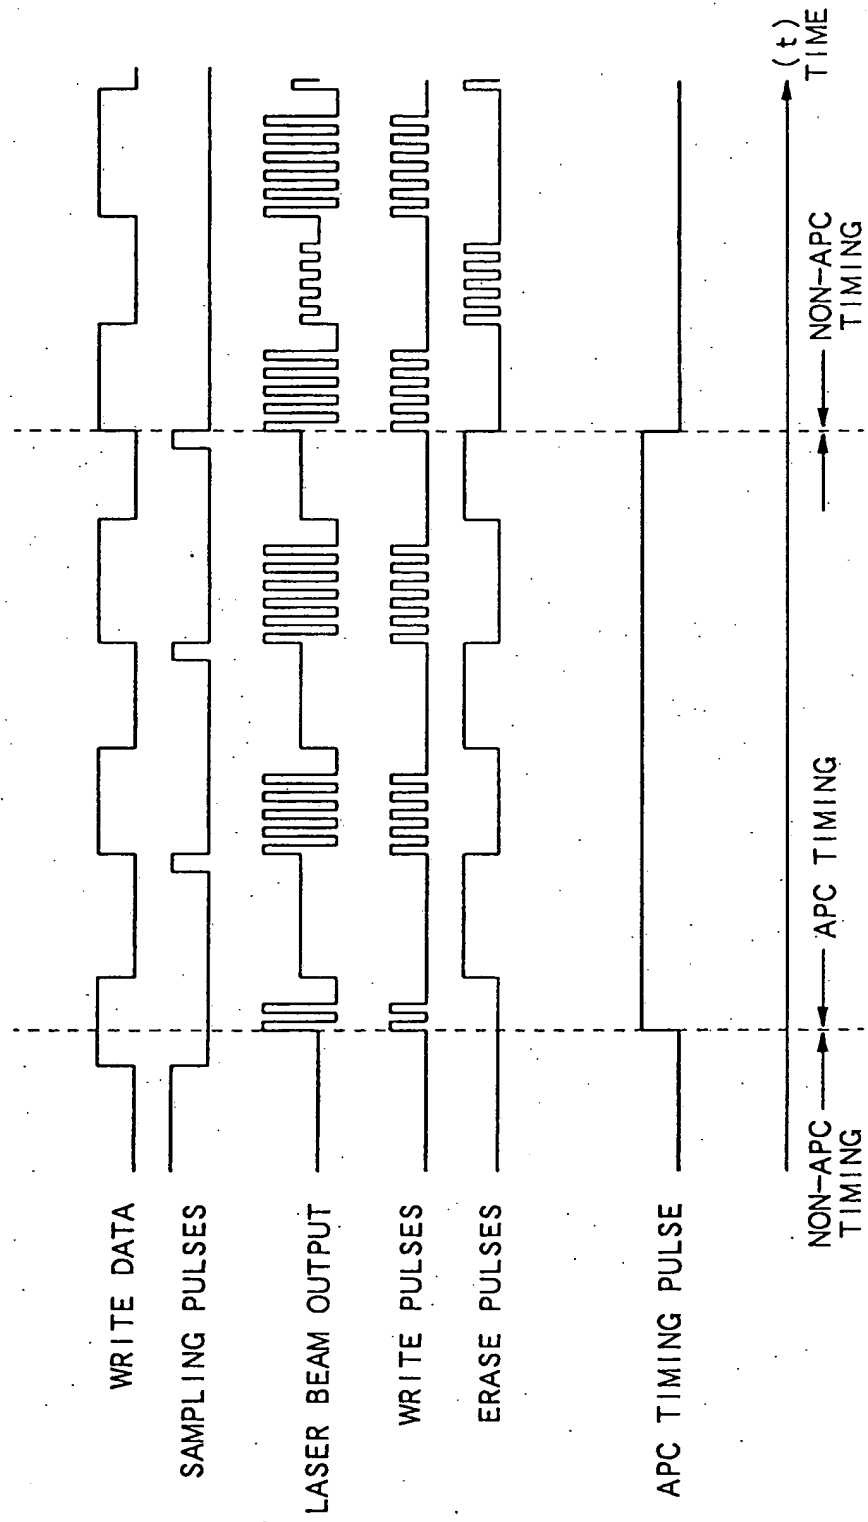 WRITE DATA
SAMPLING PULSES
LASER BEAM OUTPUT
WRITE PULSES
ERASE PULSES
APC TIMING PULSE
NON-APC
TIMING
APC TIMING
NON-APC
TIMING
(t)
TIME